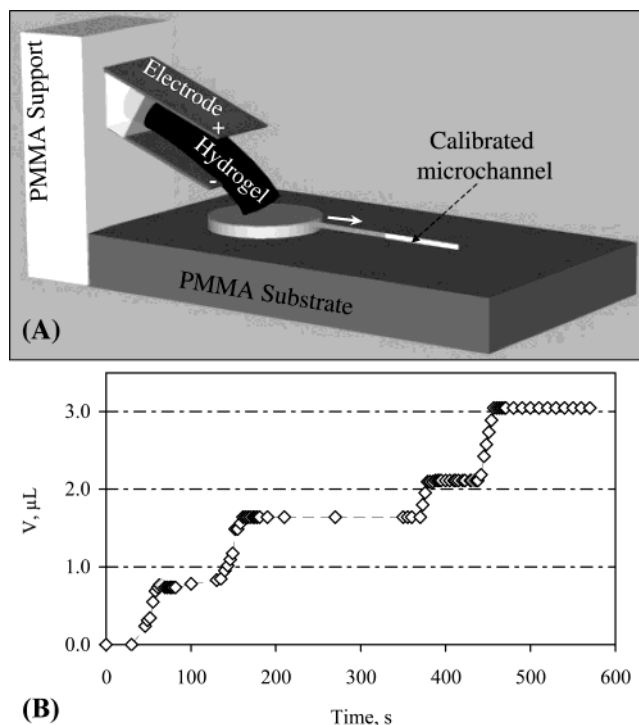 PMMA Support
Electrode
+
Hydrogel
-
Calibrated
microchannel
PMMA Substrate
(A)
V, µL
3.0
2.0
1.0
0.0
0 100 200 300 400 500 600
Time, s
(B)